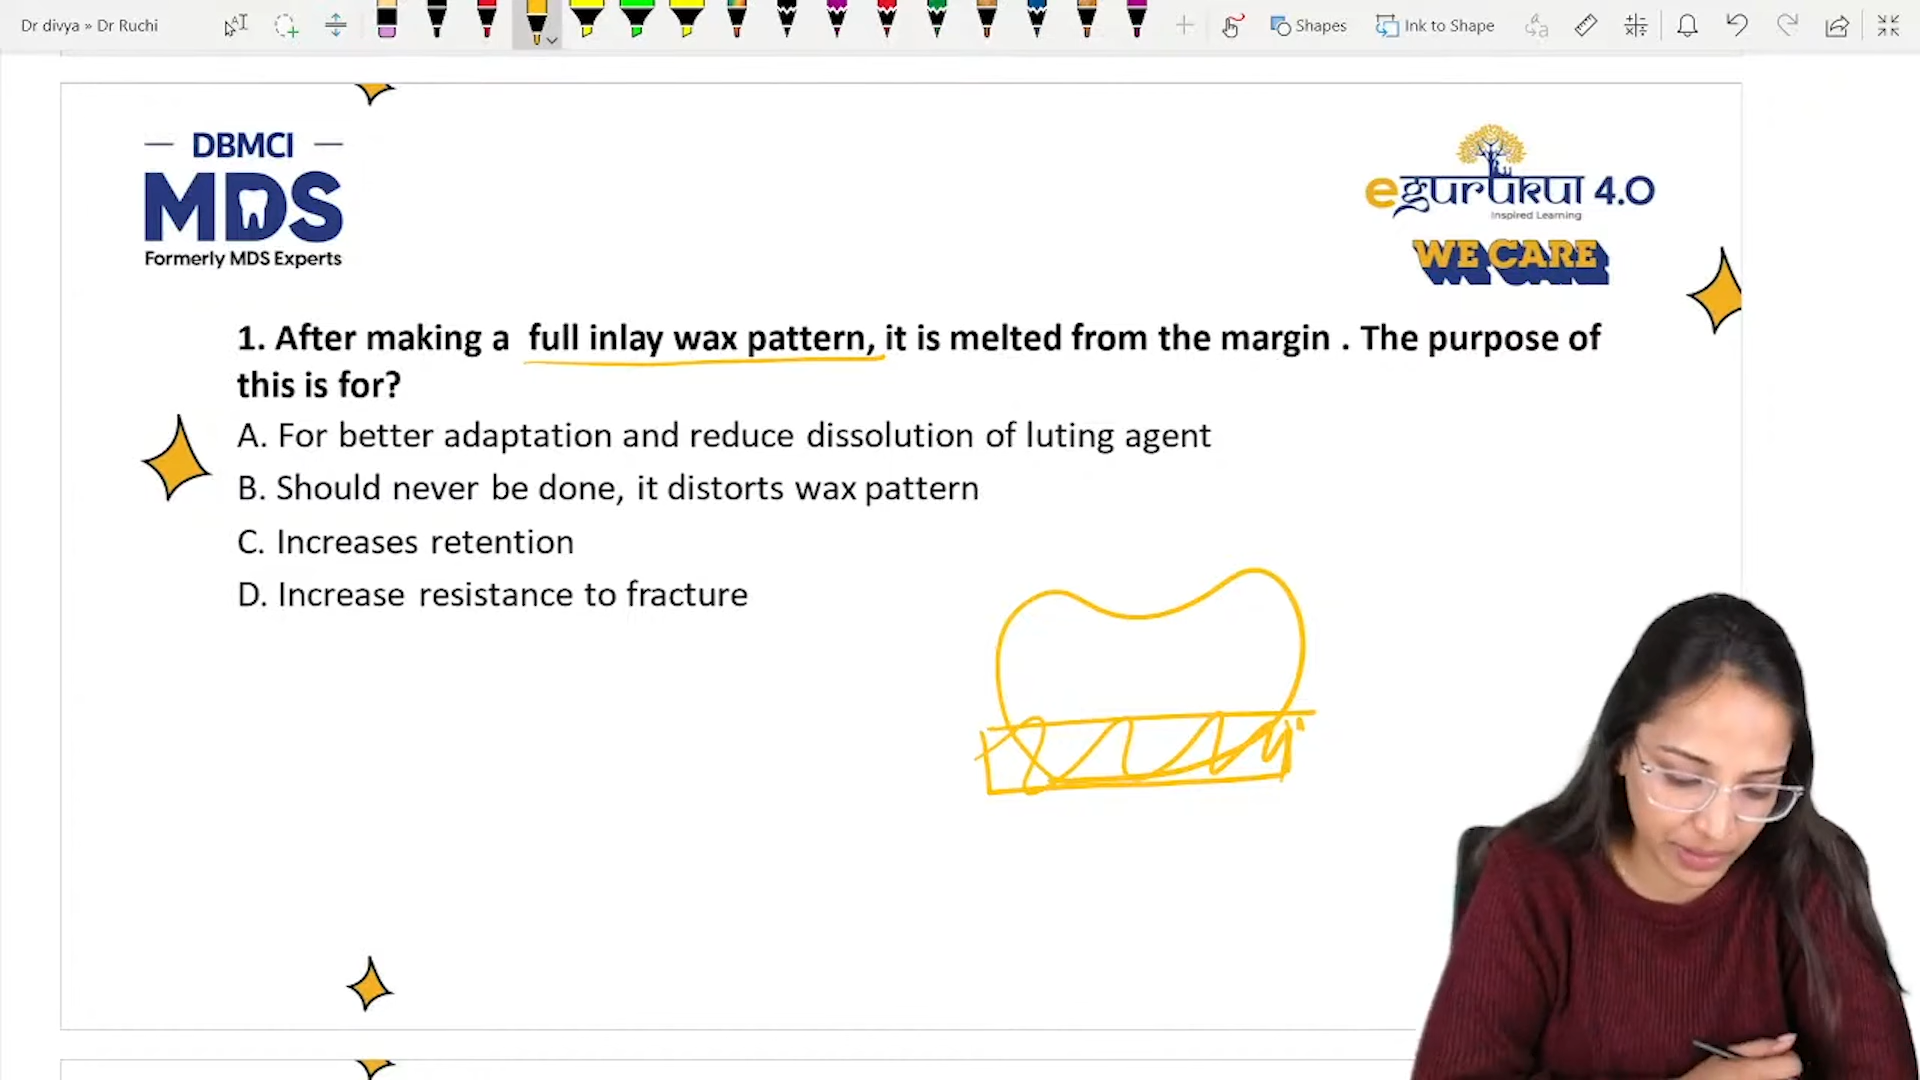 Dr divya » Dr Ruchi
Shapes
Ink to Shape
DBMCI
MDS
Formerly MDS Experts
eगुरुkul 4.0
Inspired Learning
WE CARE
1. After making a full inlay wax pattern, it is melted from the margin . The purpose of
this is for?
A. For better adaptation and reduce dissolution of luting agent
B. Should never be done, it distorts wax pattern
C. Increases retention
D. Increase resistance to fracture